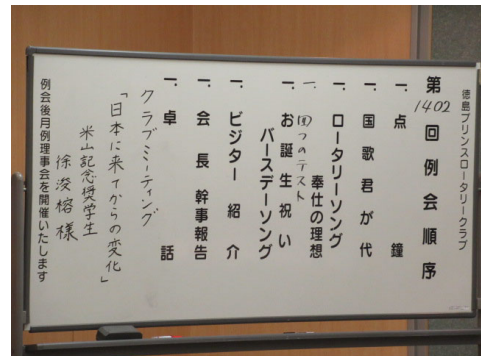 徳島プリンスロータリークラブ
第1402回例会順序
一. 点鐘
一. 国歌君が代
一. ロータリーソング
奉仕の理想
一. 四つのテスト
一. お誕生祝い
バースデーソング
一. ビジター紹介
一. 会長幹事報告
一. 卓話
クラブミーティング
「日本に来てからの変化」
米山記念奨学生
徐浚榕様
例会後月例理事会を開催いたします